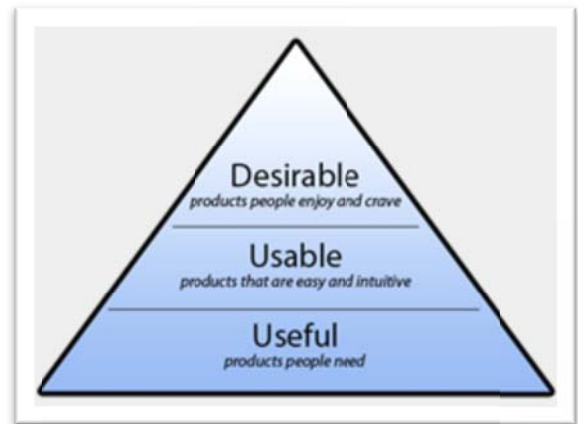 Desirable
products people enjoy and crave
Usable
products that are easy and intuitive
Useful
products people need